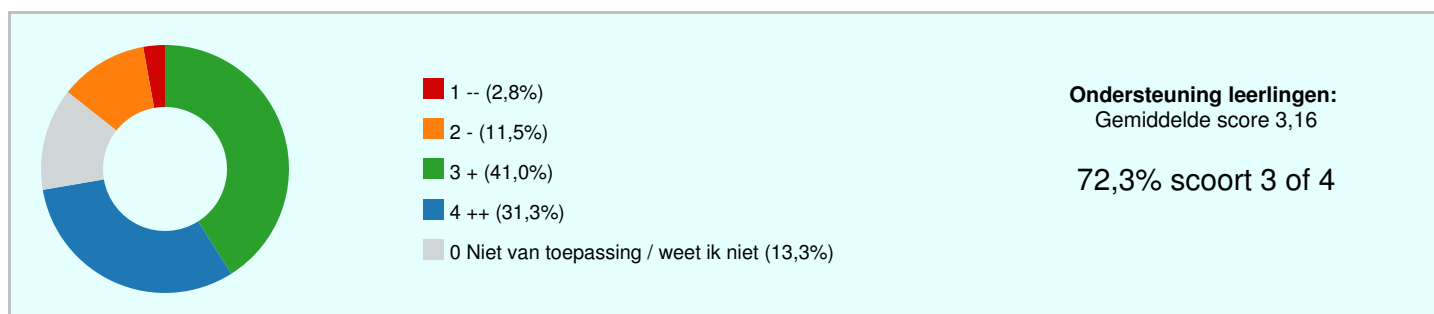 1 -- (2,8%)
2 - (11,5%)
3 + (41,0%)
4 ++ (31,3%)
0 Niet van toepassing / weet ik niet (13,3%)
Ondersteuning leerlingen:
Gemiddelde score 3,16
72,3% scoort 3 of 4